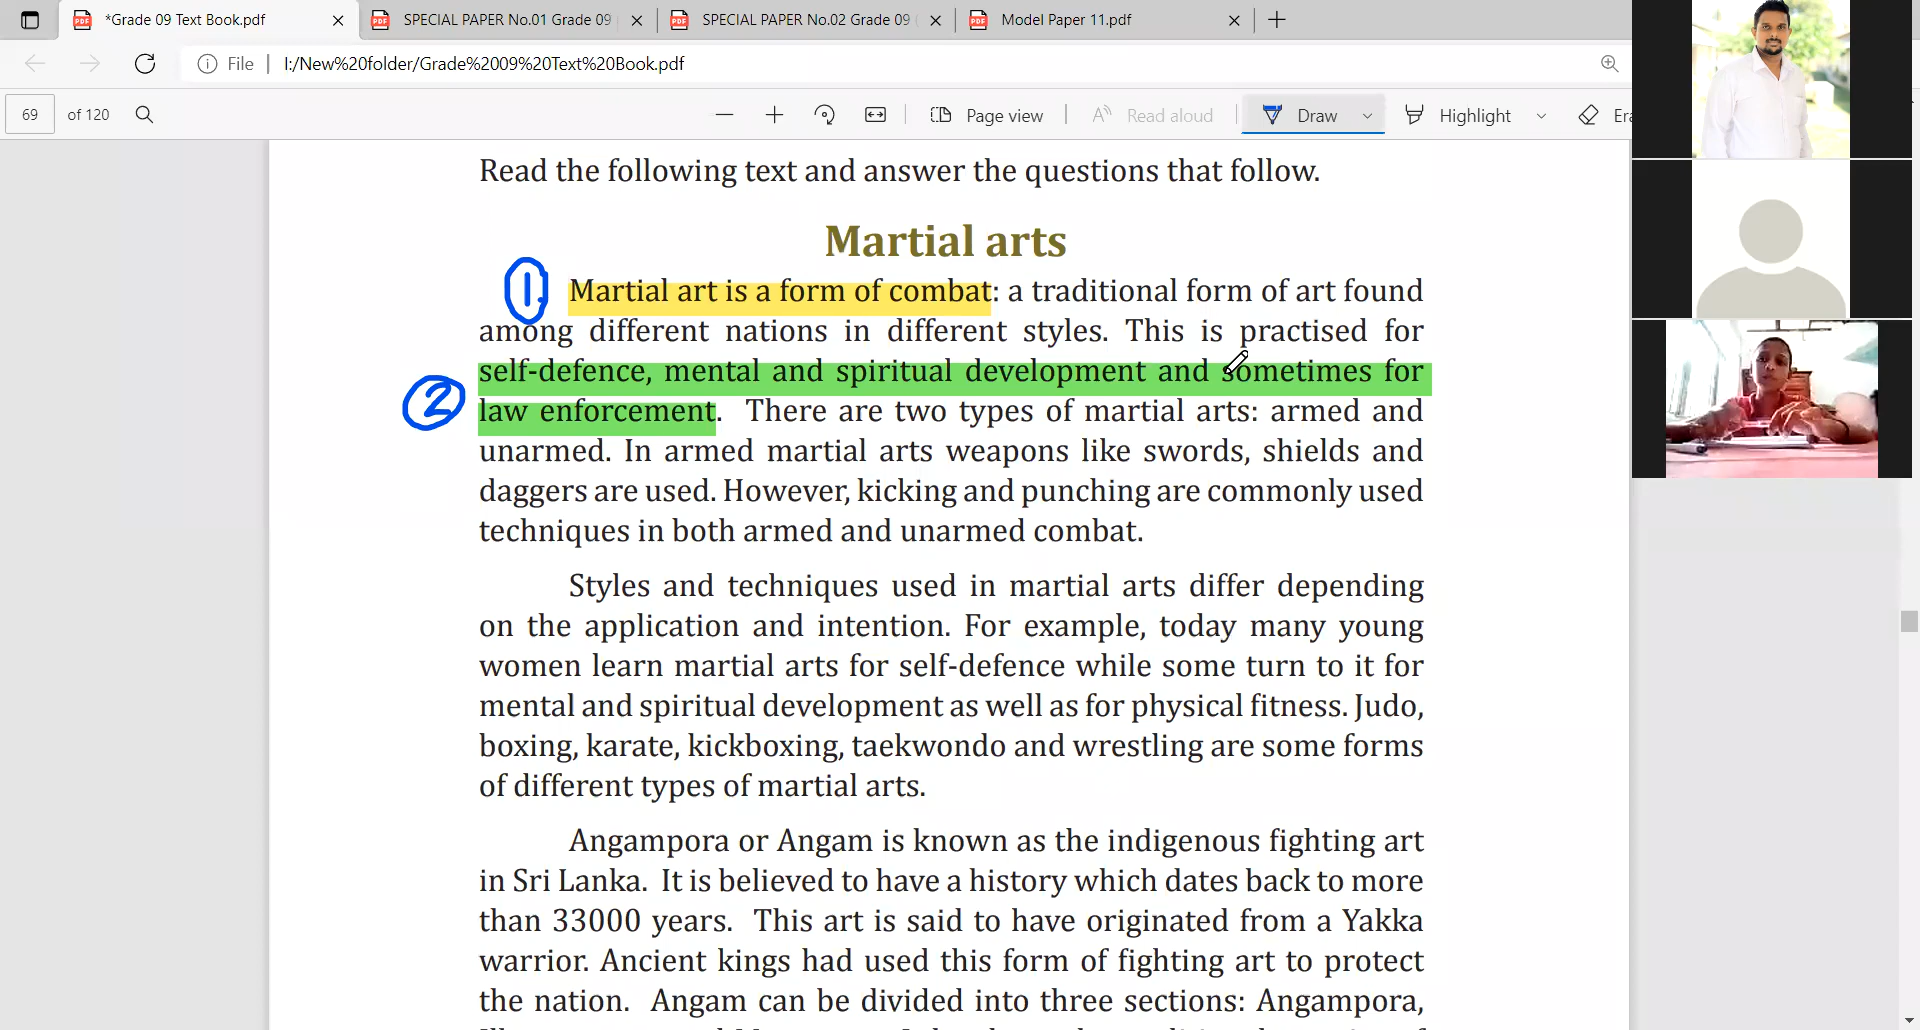 *Grade 09 Text Book.pdf
SPECIAL PAPER No.01 Grade 09
SPECIAL PAPER No.02 Grade 09
Model Paper 11.pdf
File
I:/New%20folder/Grade%2009%20Text%20Book.pdf
69 of 120
Page view
Read aloud
Draw
Highlight
Era
Read the following text and answer the questions that follow.
Martial arts
1. Martial art is a form of combat: a traditional form of art found
among different nations in different styles. This is practised for
self-defence, mental and spiritual development and sometimes for
2 law enforcement. There are two types of martial arts: armed and
unarmed. In armed martial arts weapons like swords, shields and
daggers are used. However, kicking and punching are commonly used
techniques in both armed and unarmed combat.
Styles and techniques used in martial arts differ depending
on the application and intention. For example, today many young
women learn martial arts for self-defence while some turn to it for
mental and spiritual development as well as for physical fitness. Judo,
boxing, karate, kickboxing, taekwondo and wrestling are some forms
of different types of martial arts.
Angampora or Angam is known as the indigenous fighting art
in Sri Lanka. It is believed to have a history which dates back to more
than 33000 years. This art is said to have originated from a Yakka
warrior. Ancient kings had used this form of fighting art to protect
the nation. Angam can be divided into three sections: Angampora,